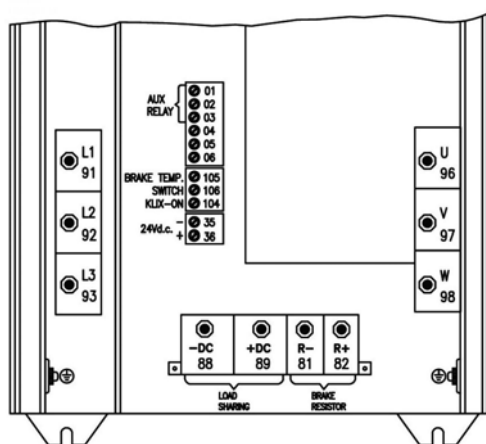 AUX
RELAY
01
02
03
04
05
06
L1
91
L2
92
L3
93
BRAKE TEMP.
SWITCH
KLIX-ON
105
106
104
24Vd.c.
-
+
35
36
U
96
V
97
W
98
-DC
88
+DC
89
R-
81
R+
82
LOAD
SHARING
BRAKE
RESISTOR